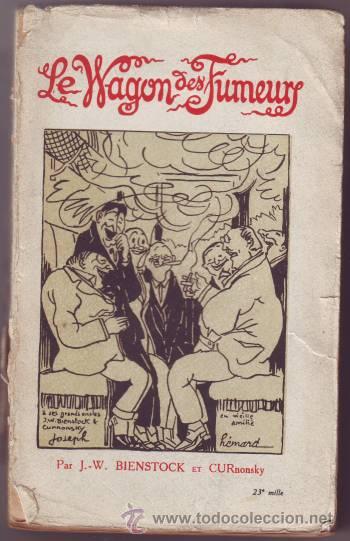 Le Wagon des Fumeurs
à ses grands oncles
J.W. Bienstock &
Curnonsky
Joseph
en vieille
amitié
hémard
Par J.-W. BIENSTOCK ET CURnonsky
23e mille
© www.todocoleccion.net